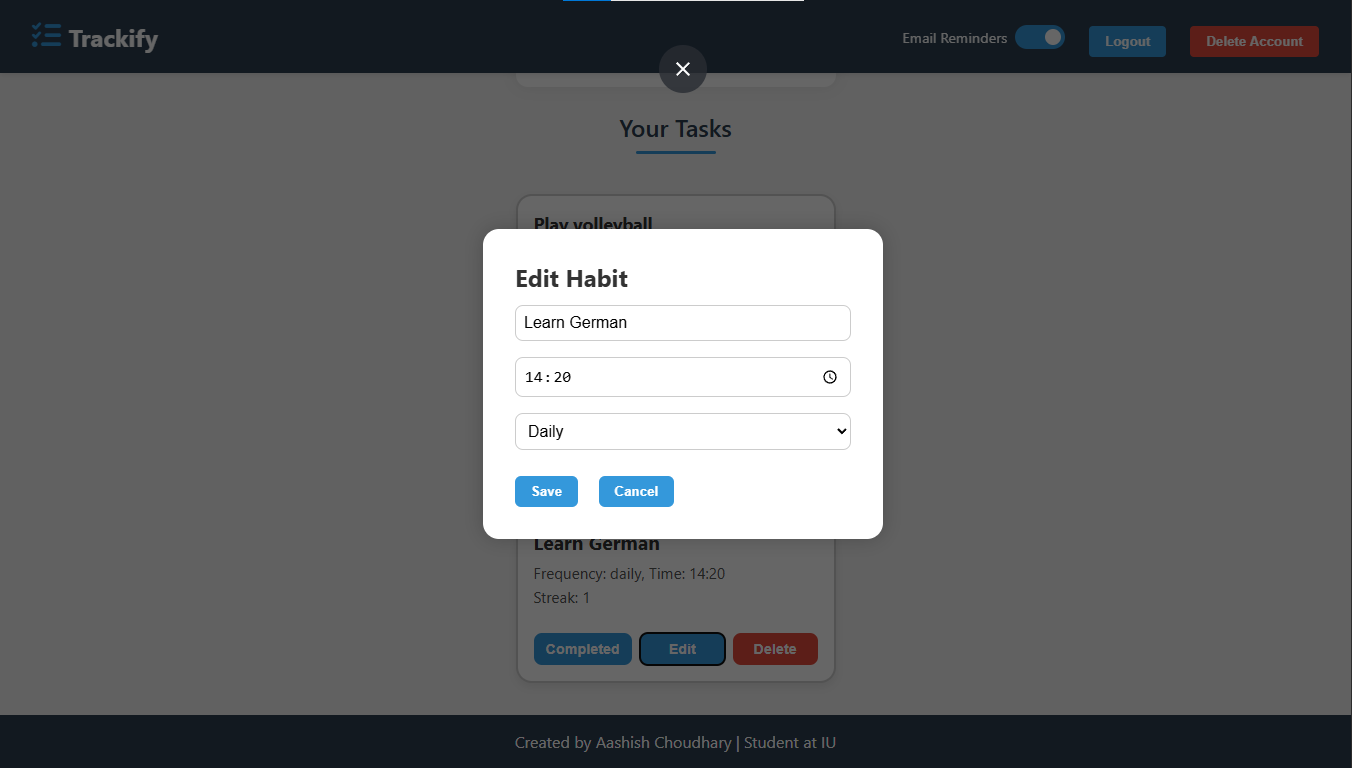 Trackify
Email Reminders
Logout
Delete Account
Your Tasks
Play volleyball
Edit Habit
Learn German
14:20
Daily
Save
Cancel
Learn German
Frequency: daily, Time: 14:20
Streak: 1
Completed
Edit
Delete
Created by Aashish Choudhary | Student at IU